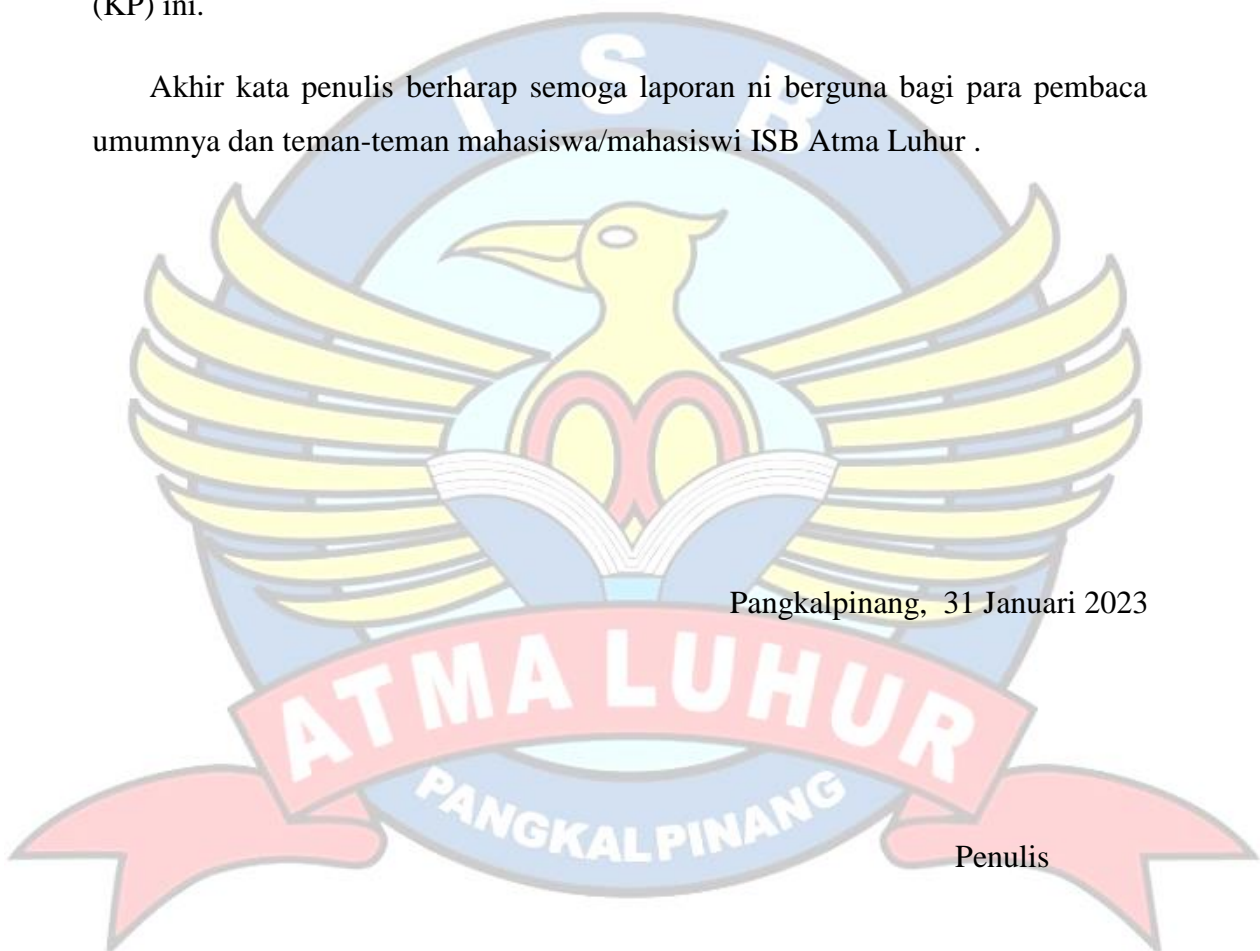 (KP) ini.
Akhir kata penulis berharap semoga laporan ni berguna bagi para pembaca
umumnya dan teman-teman mahasiswa/mahasiswi ISB Atma Luhur .
I S B
Pangkalpinang, 31 Januari 2023
ATMA LUHUR
PANGKALPINANG
Penulis